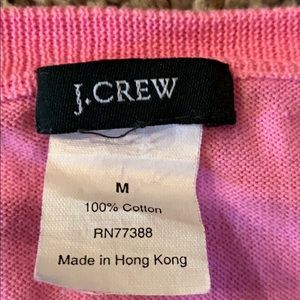 J.CREW
M
100% Cotton
RN77388
Made in Hong Kong